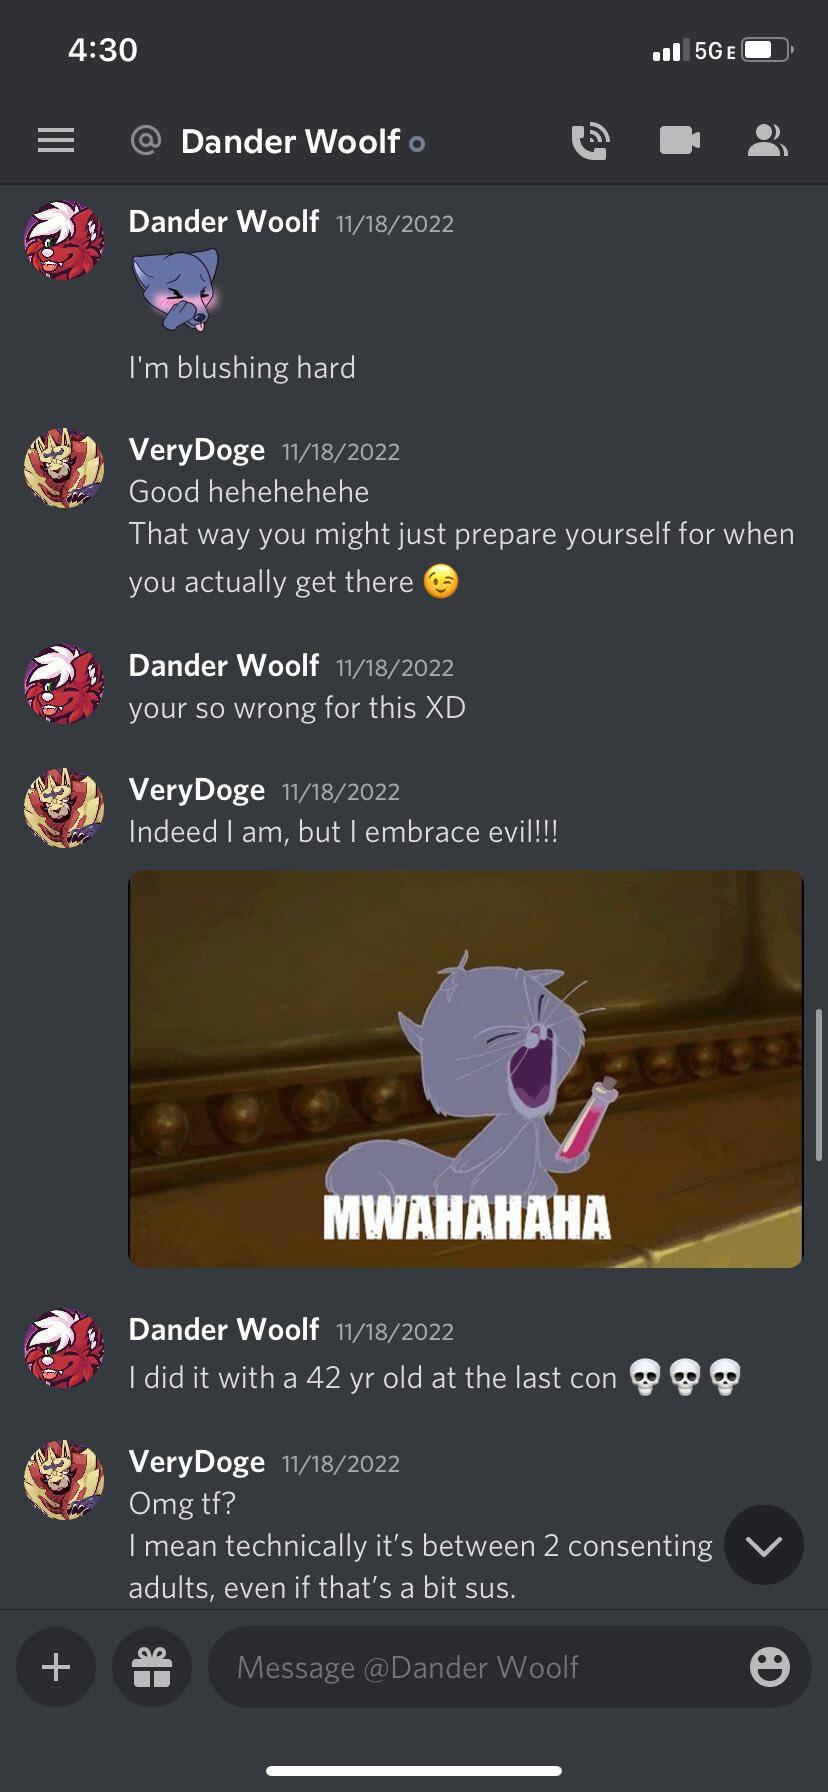 4:30
5GE
@ Dander Woolf
Dander Woolf 11/18/2022
I'm blushing hard
VeryDoge 11/18/2022
Good hehehehehe
That way you might just prepare yourself for when
you actually get there 😉
Dander Woolf 11/18/2022
your so wrong for this XD
VeryDoge 11/18/2022
Indeed I am, but I embrace evil!!!
MWAHAHAHA
Dander Woolf 11/18/2022
I did it with a 42 yr old at the last con 💀💀💀
VeryDoge 11/18/2022
Omg tf?
I mean technically it's between 2 consenting
adults, even if that's a bit sus.
Message @Dander Woolf